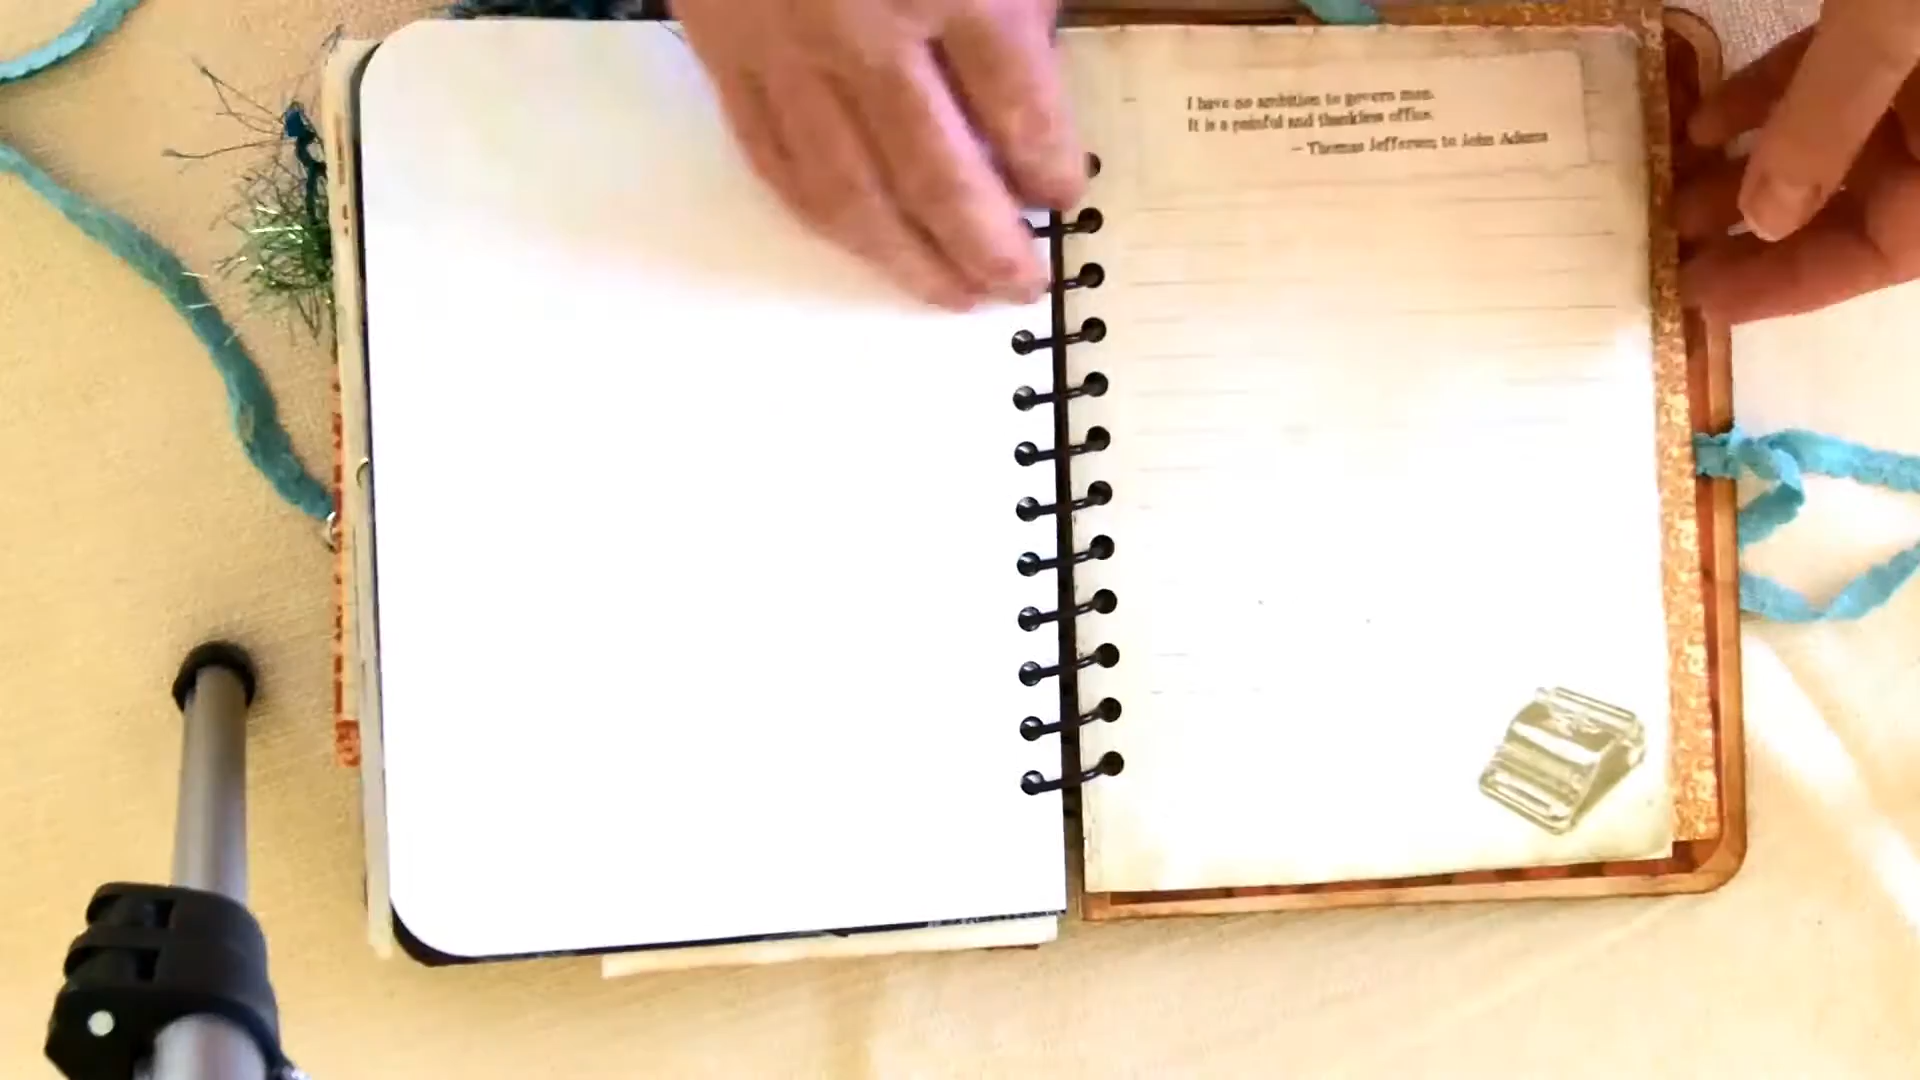 I have no ambition to govern men.
It is a painful and thankless office.
– Thomas Jefferson to John Adams